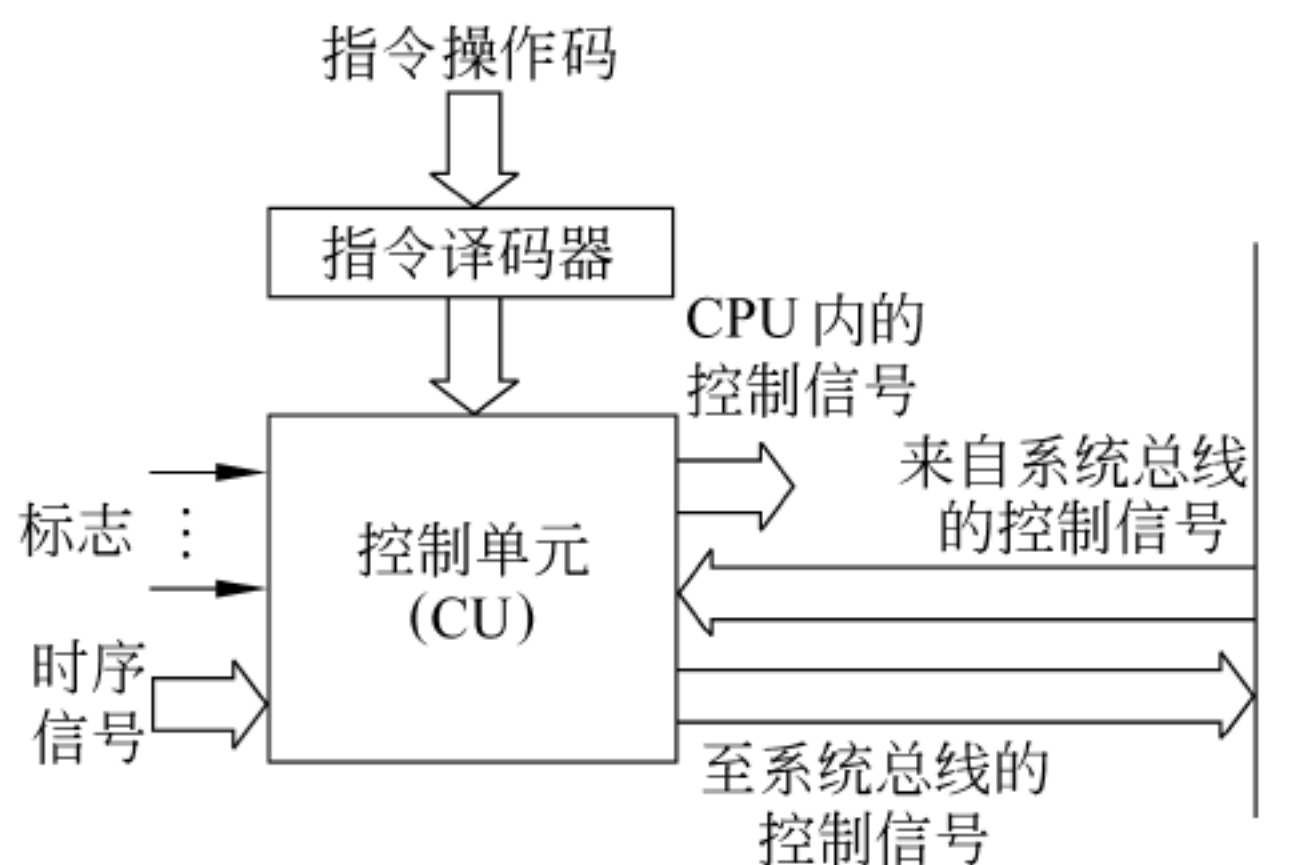 指令操作码
指令译码器
CPU 内的
控制信号
来自系统总线
的控制信号
标志
控制单元
(CU)
时序
信号
至系统总线的
控制信号